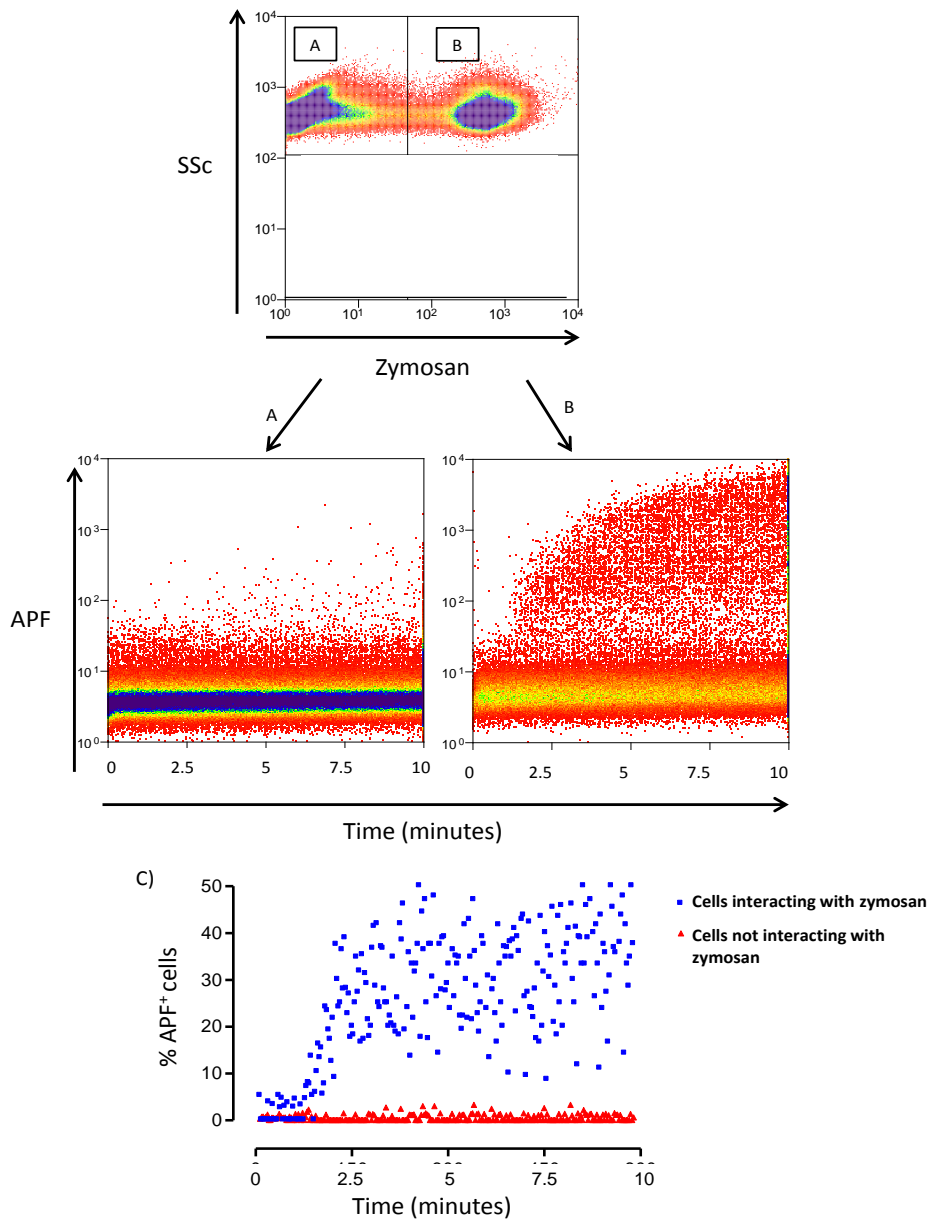 10⁴
A
B
10³
SSc
10²
10¹
10⁰
10⁰ 10¹ 10² 10³ 10⁴
Zymosan
A
B
10⁴
10⁴
10³
10³
APF
10²
10²
10¹
10¹
10⁰
10⁰
0 2.5 5 7.5 10
0 2.5 5 7.5 10
Time (minutes)
C)
50
40
30
20
10
0
% APF⁺ cells
Cells interacting with zymosan
Cells not interacting with
zymosan
0 2.5 5 7.5 10
Time (minutes)